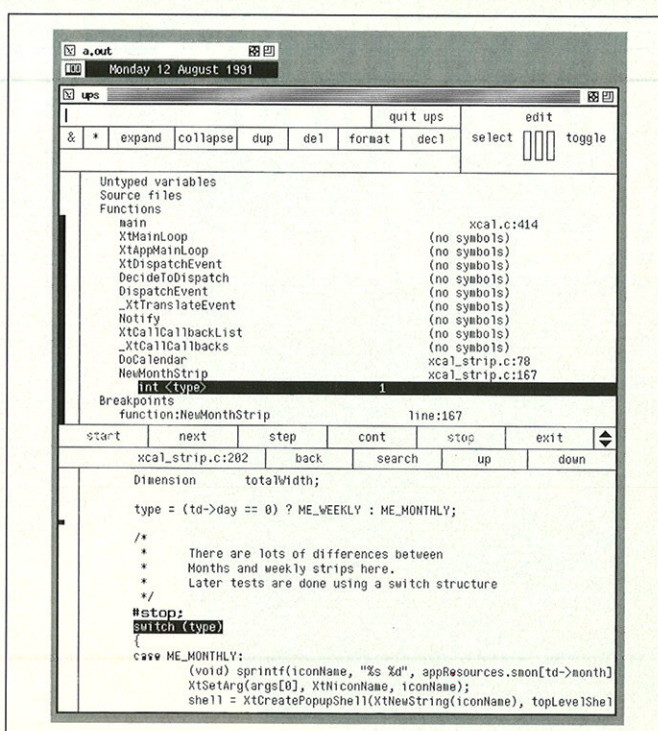 a.out
Monday 12 August 1991
ups
quit ups
edit
& * expand collapse dup del format decl
select toggle
Untyped variables
Source files
Functions
main xcal.c:414
XtMainLoop (no symbols)
XtAppMainLoop (no symbols)
XtDispatchEvent (no symbols)
DecideToDispatch (no symbols)
DispatchEvent (no symbols)
_XtTranslateEvent (no symbols)
Notify (no symbols)
XtCallCallbackList (no symbols)
_XtCallCallbacks (no symbols)
DoCalendar xcal_strip.c:78
NewMonthStrip xcal_strip.c:167
int <type> 1
Breakpoints
function:NewMonthStrip line:167
start next step cont stop exit
xcal_strip.c:202 back search up down
Dimension totalWidth;
type = (td->day == 0) ? ME_WEEKLY : ME_MONTHLY;
/*
* There are lots of differences between
* Months and weekly strips here.
* Later tests are done using a switch structure
*/
#stop;
switch (type)
{
case ME_MONTHLY:
(void) sprintf(iconName, "%s %d", appResources.smon[td->month]
XtSetArg(args[0], XtNiconName, iconName);
shell = XtCreatePopupShell(XtNewString(iconName), topLevelShel